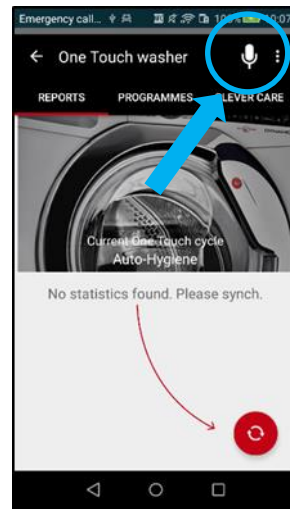 Emergency call...
One Touch washer
REPORTS PROGRAMMES CLEVER CARE
Current One Touch cycle
Auto-Hygiene
No statistics found. Please synch.